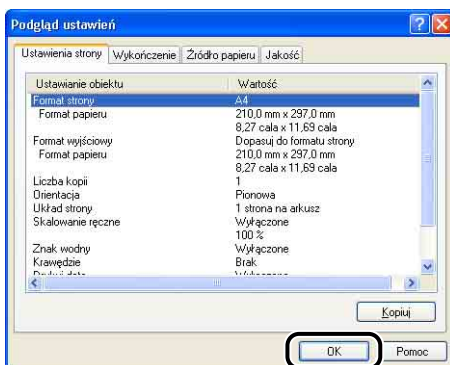 Podgląd ustawień
Ustawienia strony Wykończenie Źródło papieru Jakość
Ustawianie obiektu Wartość
Format strony A4
Format papieru 210,0 mm x 297,0 mm
8,27 cala x 11,69 cala
Format wyjściowy Dopasuj do formatu strony
Format papieru 210,0 mm x 297,0 mm
8,27 cala x 11,69 cala
Liczba kopii 1
Orientacja Pionowa
Układ strony 1 strona na arkusz
Skalowanie ręczne Wyłączone
100 %
Znak wodny Wyłączone
Krawędzie Brak
Kopiuj
OK Pomoc